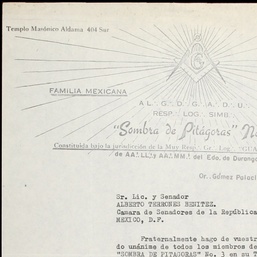 Templo Masónico Aldama 404 Sur
G
FAMILIA MEXICANA
A∴ L∴ G∴ D∴ G∴ A∴ D∴ U∴
RESP∴ LOG∴ SIMB∴
"Sombra de Pitágoras" N
Constituida bajo la jurisdicción de la Muy Resp∴ Gr∴ Log∴ "GUA
de AA∴ LL∴ y AA∴ MM∴ del Edo. de Durango
Or∴ Gómez Palaci
Sr. Lic. y Senador
ALBERTO TERRONES BENITEZ.
Camara de Senadores de la República
MEXICO, D.F.
Fraternalmente hago de vuestr
do unánime de todos los miembros de
"SOMBRA DE PITAGORAS" No. 3 en su T